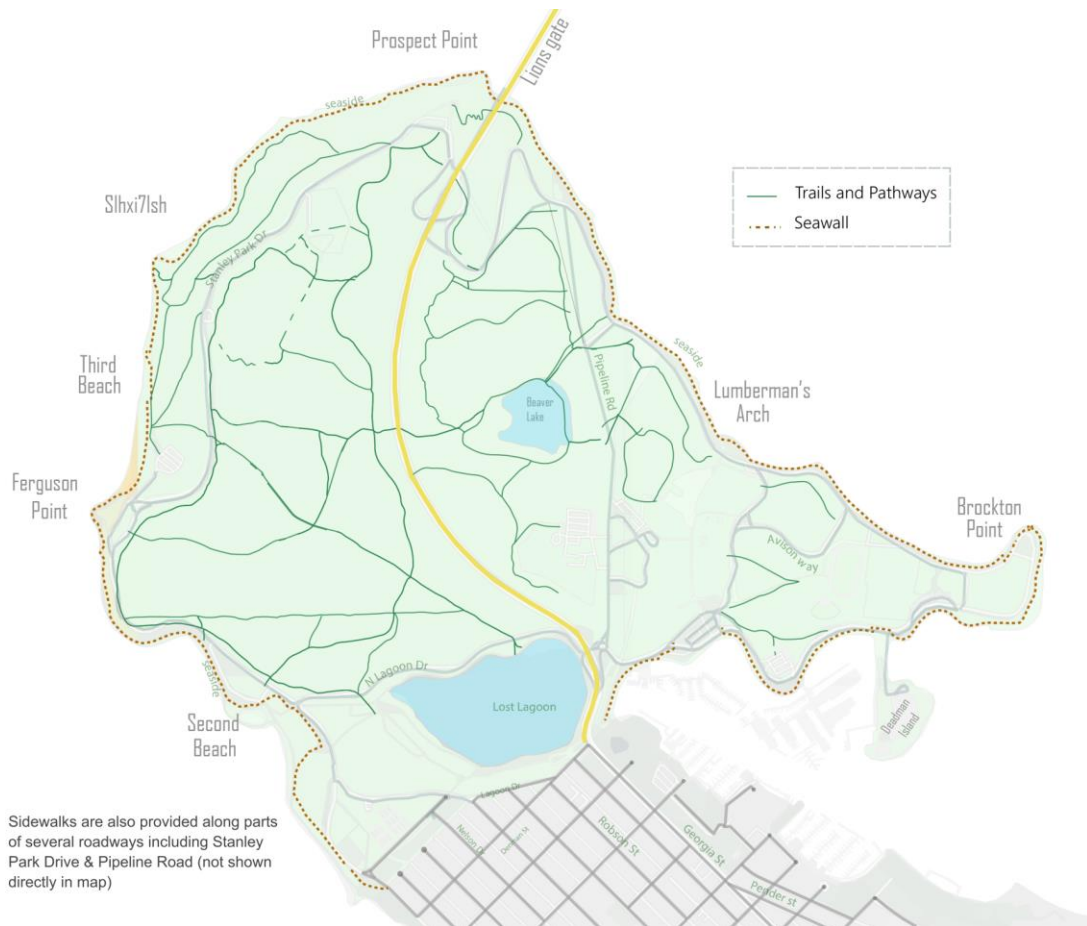 Prospect Point
Lions gate
seaside
Trails and Pathways
Seawall
Slhxi7lsh
Stanley Park Dr
Third
Beach
seaside
Pipeline Rd
Lumberman's
Arch
Beaver
Lake
Ferguson
Point
Brockton
Point
Avison way
seaside
N Lagoon Dr
Lost Lagoon
Second
Beach
Deadman
Island
Lagoon Dr
Sidewalks are also provided along parts
of several roadways including Stanley
Park Drive & Pipeline Road (not shown
directly in map)
Robson St
Georgia St
Pender st